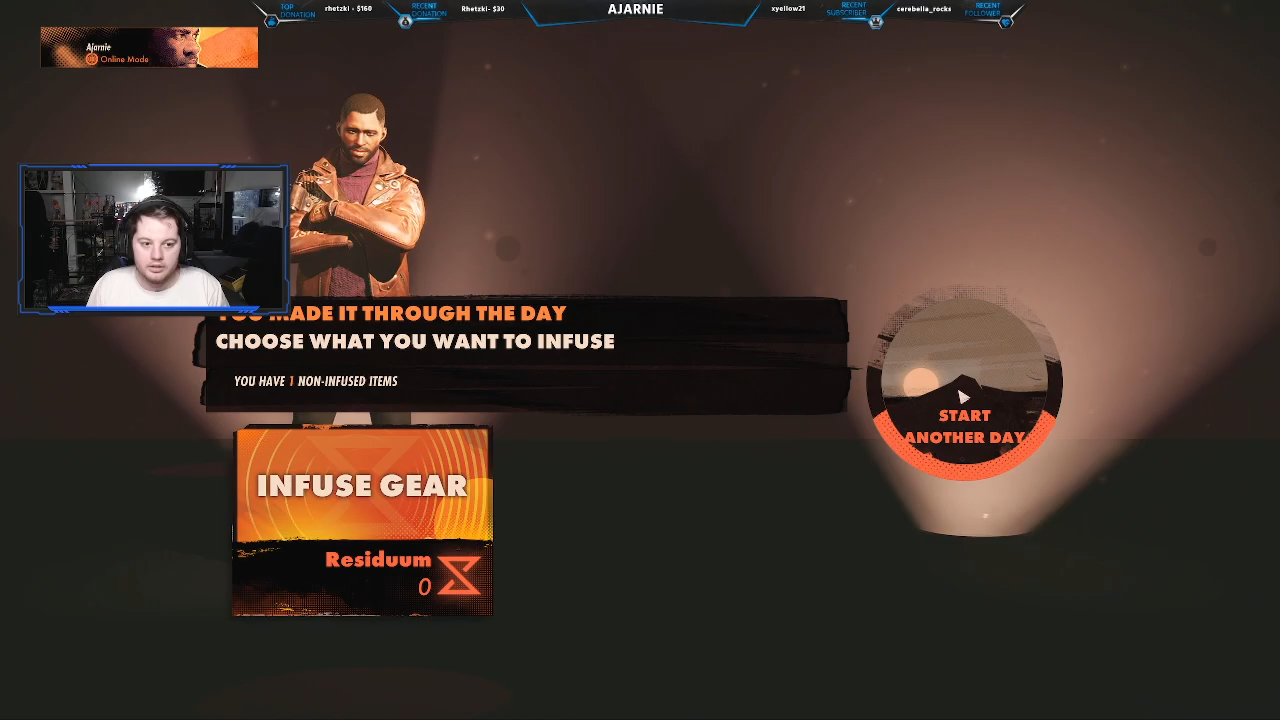 TOP
DONATION
rhetzki - $160
RECENT
DONATION
Rhetzki- $30
AJARNIE
xyellow21
RECENT
SUBSCRIBER
cerebella_rocks
RECENT
FOLLOWER
Ajarnie
Online Mode
YOU MADE IT THROUGH THE DAY
CHOOSE WHAT YOU WANT TO INFUSE
YOU HAVE 1 NON-INFUSED ITEMS
START
ANOTHER DAY
INFUSE GEAR
Residuum
0